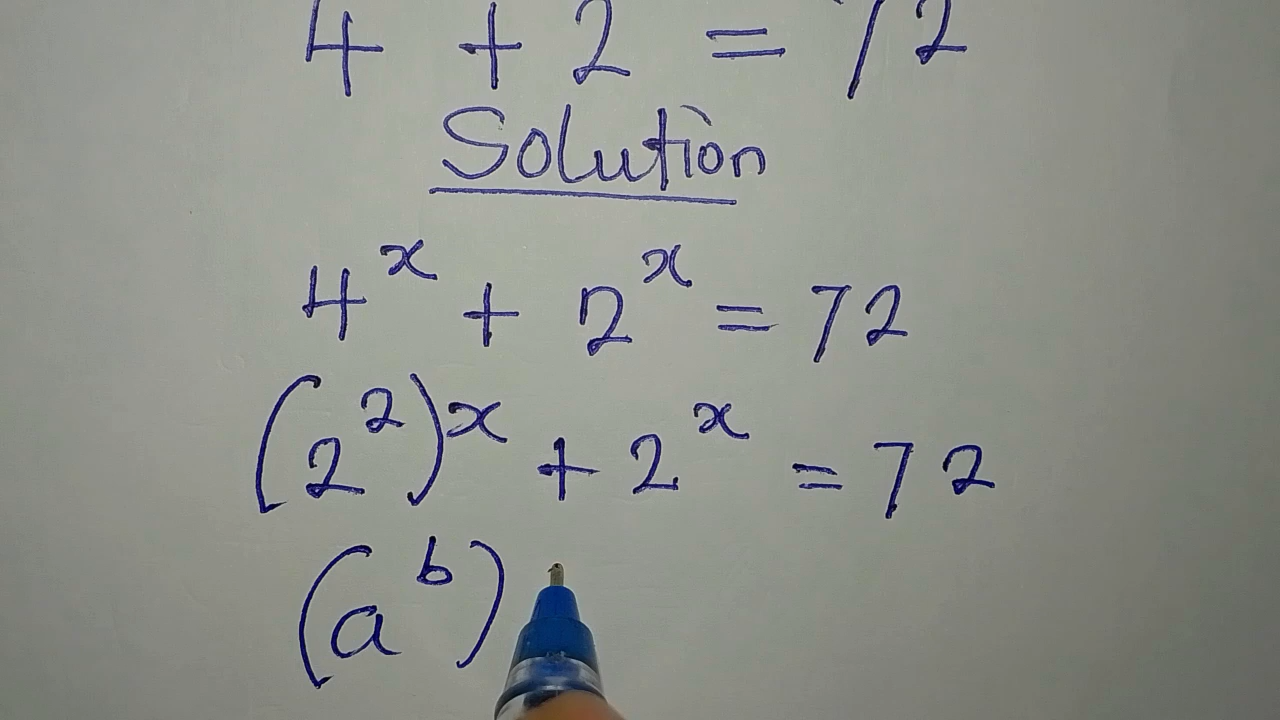 4 + 2 = 72
Solution
4^x + 2^x = 72
(2^2)^x + 2^x = 72
(a^b)